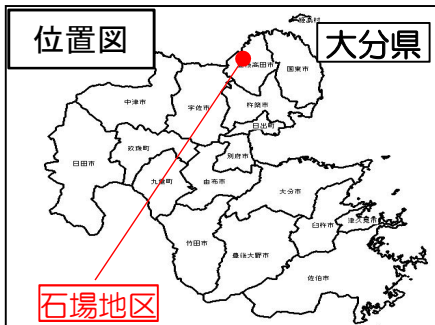 位置図
大分県
姫島村
豊後高田市
国東市
中津市
宇佐市
杵築市
日出町
日田市
玖珠町
別府市
九重町
由布市
大分市
臼杵市
津久見市
竹田市
豊後大野市
佐伯市
石場地区